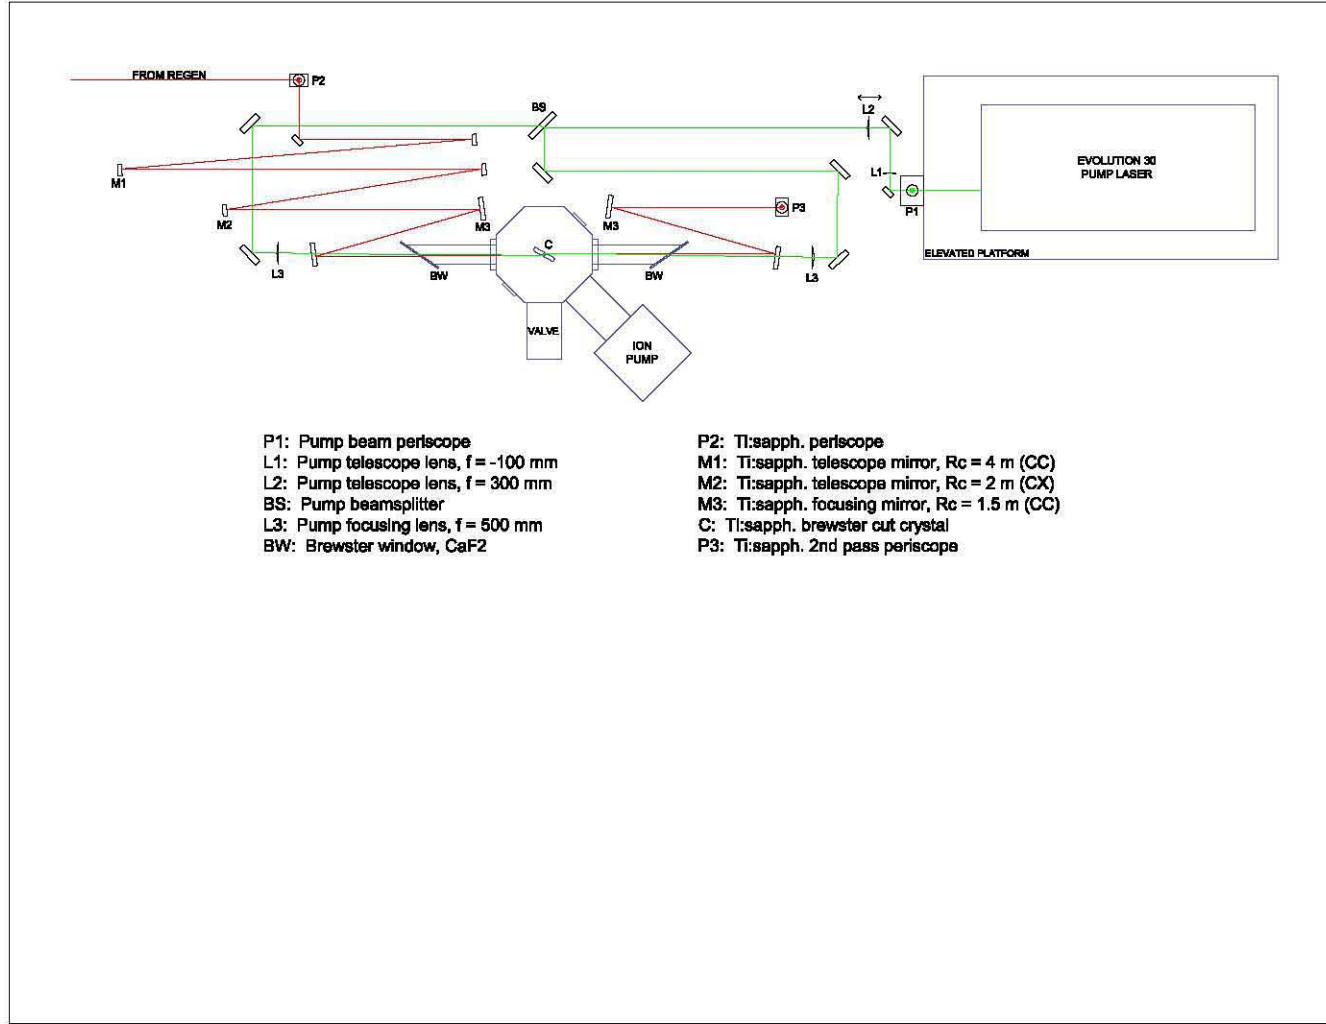 FROM REGEN
P2
BS
L2
M1
L1
EVOLUTION 30
PUMP LASER
P1
M2
M3
M3
P3
C
L3
BW
BW
L3
ELEVATED PLATFORM
VALVE
ION
PUMP
P1: Pump beam periscope
L1: Pump telescope lens, f = -100 mm
L2: Pump telescope lens, f = 300 mm
BS: Pump beamsplitter
L3: Pump focusing lens, f = 500 mm
BW: Brewster window, CaF2
P2: Ti:sapph. periscope
M1: Ti:sapph. telescope mirror, Rc = 4 m (CC)
M2: Ti:sapph. telescope mirror, Rc = 2 m (CX)
M3: Ti:sapph. focusing mirror, Rc = 1.5 m (CC)
C: Ti:sapph. brewster cut crystal
P3: Ti:sapph. 2nd pass periscope